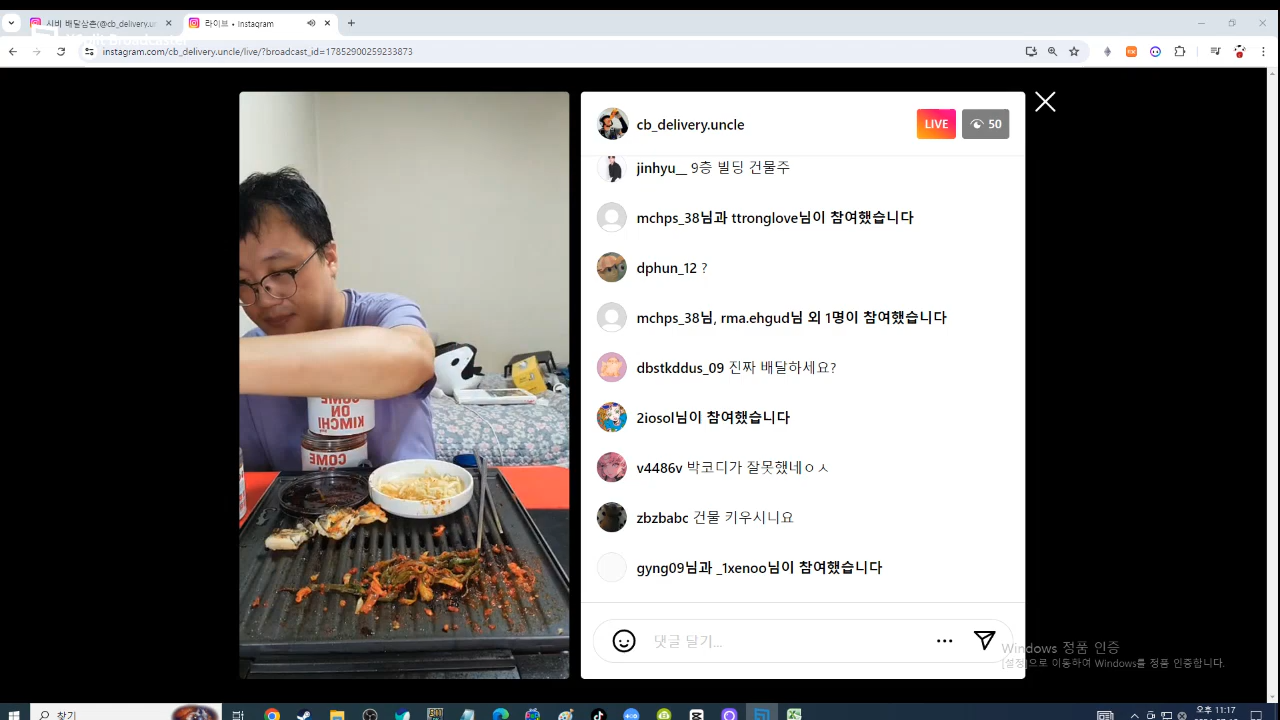 시바 배달삼촌(@cb_delivery.un
라이브 • Instagram
instagram.com/cb_delivery.uncle/live/?broadcast_id=17852900259233873
cb_delivery.uncle
LIVE
50
jinhyu__ 9층 빌딩 건물주
mchps_38님과 ttronglove님이 참여했습니다
dphun_12 ?
mchps_38님, rma.ehgud님 외 1명이 참여했습니다
dbstkddus_09 진짜 배달하세요?
2iosol님이 참여했습니다
v4486v 박코디가 잘못했네ㅇㅅ
zbzbabc 건물 키우시니요
gyng09님과 _1xenoo님이 참여했습니다
댓글 달기...
Windows 정품 인증
[설정]으로 이동하여 Windows를 정품 인증합니다.
COME
ON
KIMCHI
COME
찾기
오후 11:17